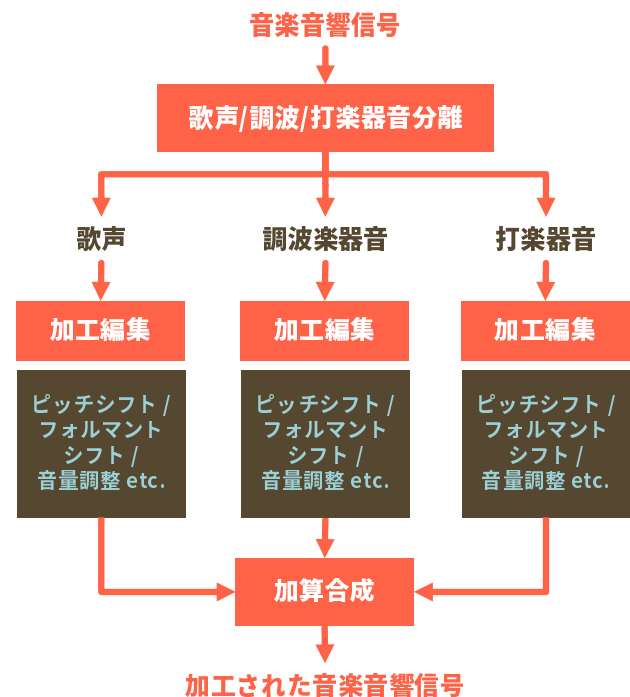 音楽音響信号
歌声/調波/打楽器音分離
歌声
調波楽器音
打楽器音
加工編集
加工編集
加工編集
ピッチシフト /
フォルマント
シフト /
音量調整 etc.
ピッチシフト /
フォルマント
シフト /
音量調整 etc.
ピッチシフト /
フォルマント
シフト /
音量調整 etc.
加算合成
加工された音楽音響信号